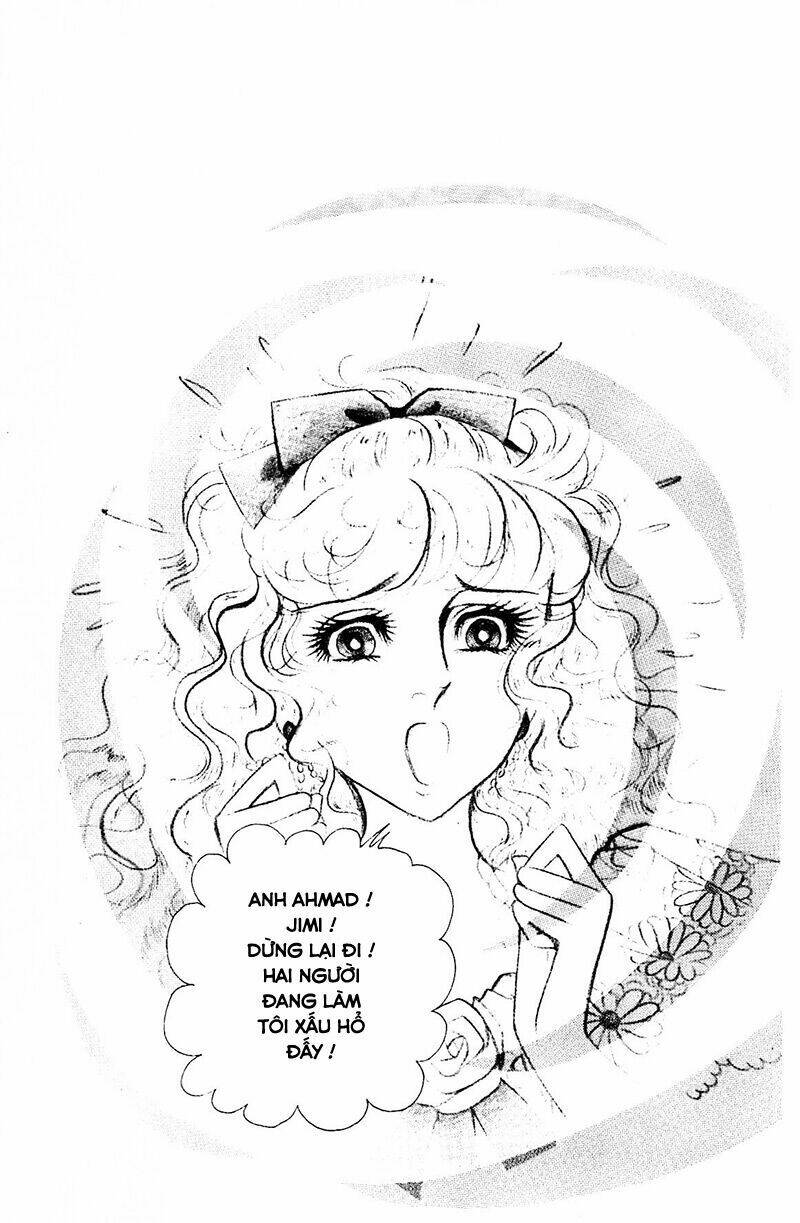 ANH AHMAD !
JIMI !
DỪNG LẠI ĐI !
HAI NGƯỜI
ĐANG LÀM
TÔI XẤU HỔ
ĐẤY !